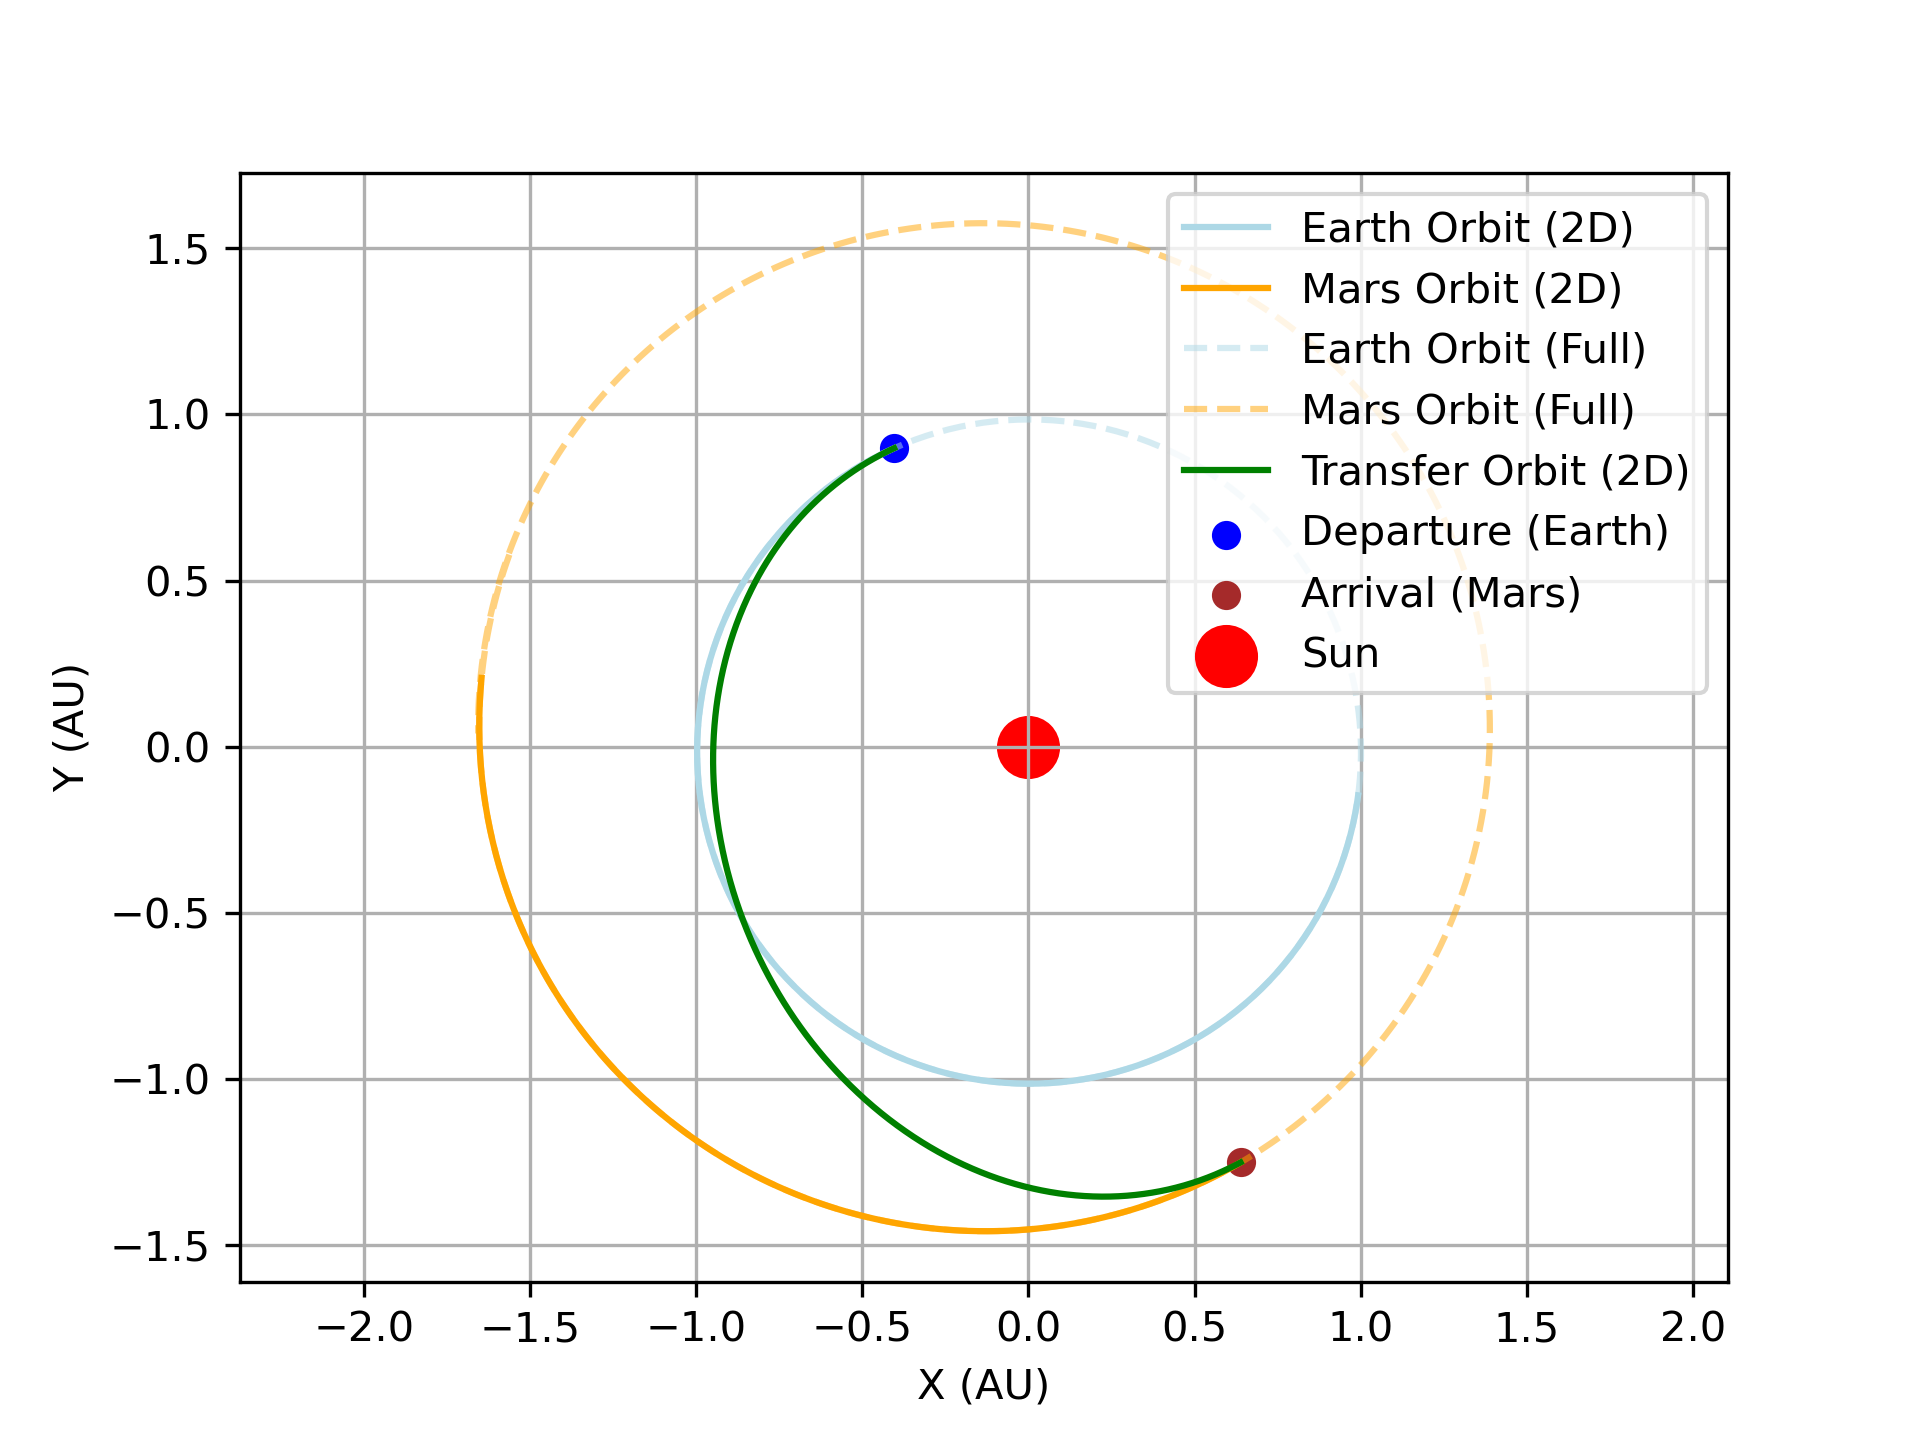 Earth Orbit (2D)
Mars Orbit (2D)
Earth Orbit (Full)
Mars Orbit (Full)
Transfer Orbit (2D)
Departure (Earth)
Arrival (Mars)
Sun
1.5
1.0
0.5
0.0
−0.5
−1.0
−1.5
Y (AU)
−2.0 −1.5 −1.0 −0.5 0.0 0.5 1.0 1.5 2.0
X (AU)